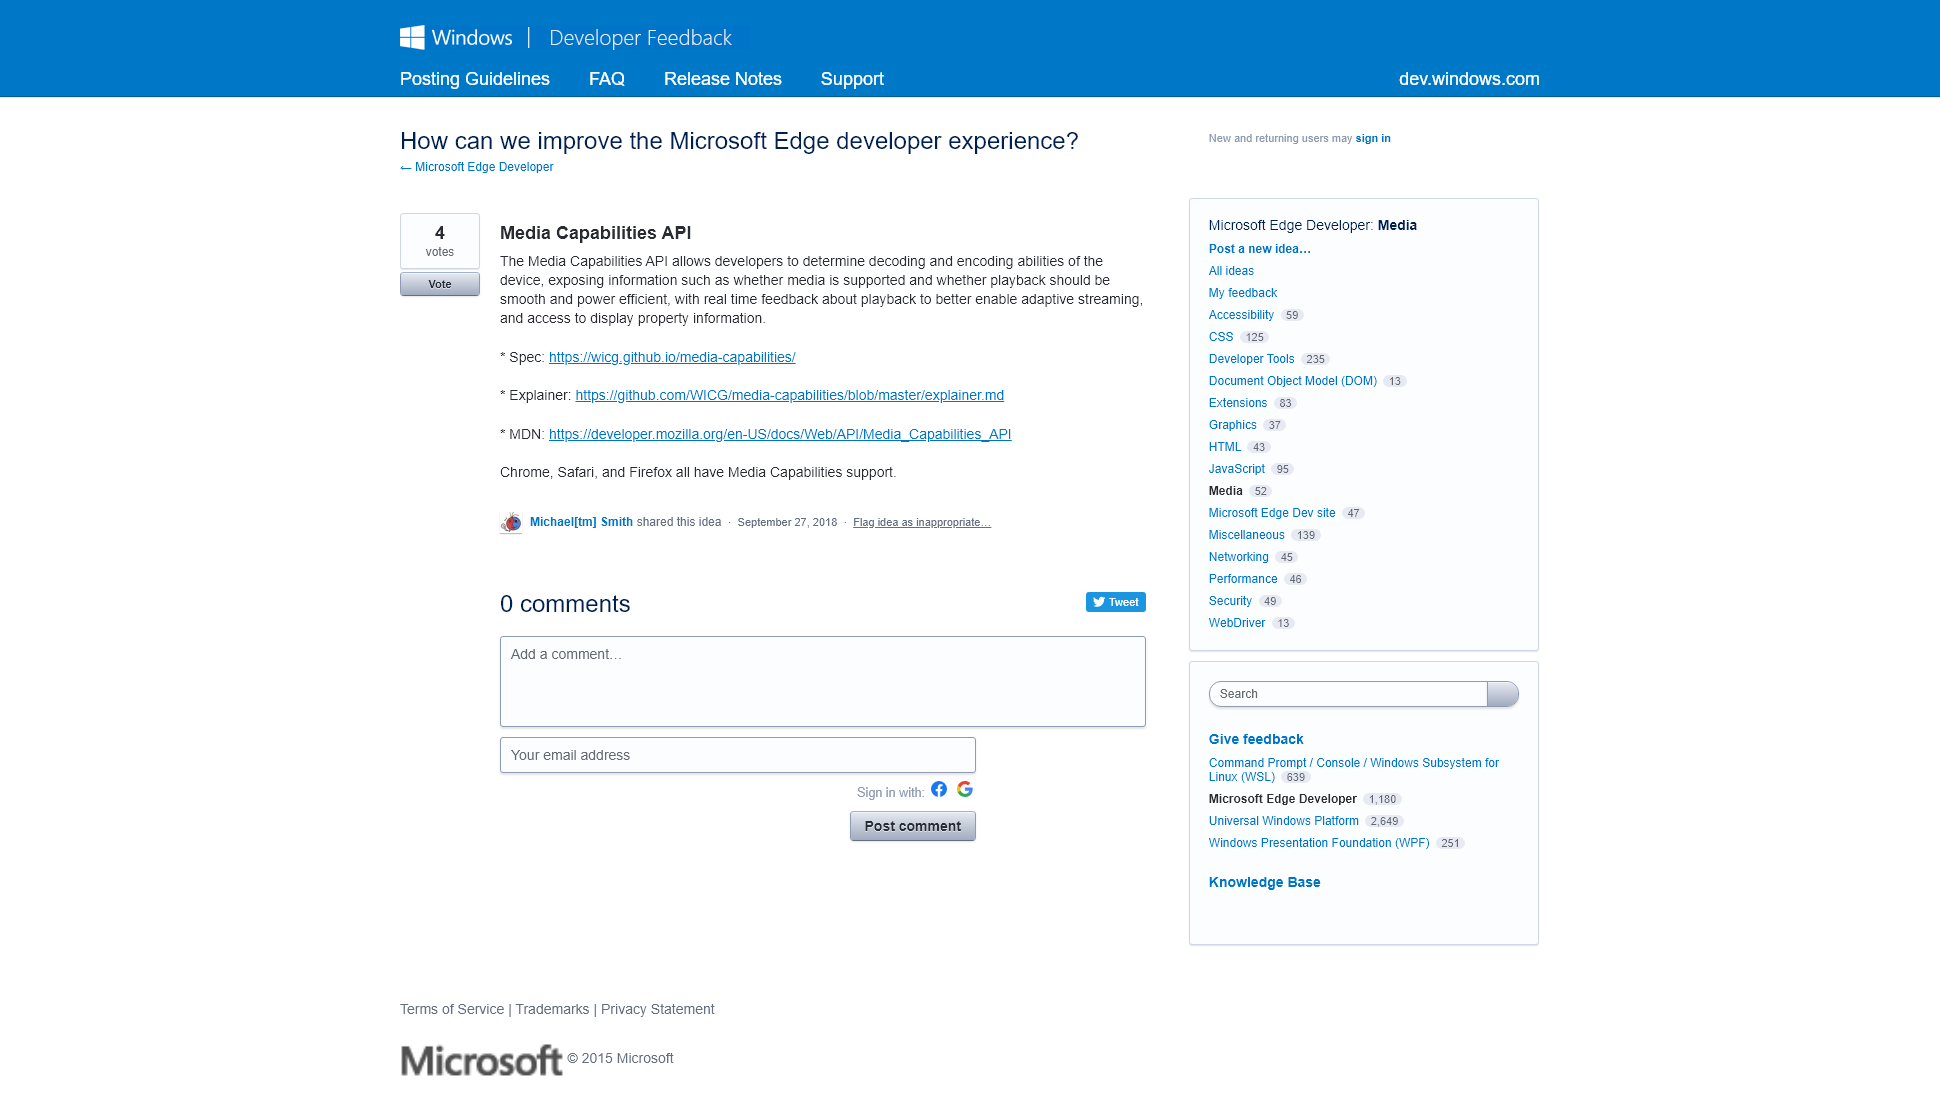 Windows | Developer Feedback
Posting Guidelines FAQ Release Notes Support dev.windows.com
How can we improve the Microsoft Edge developer experience?
← Microsoft Edge Developer
New and returning users may sign in
4
votes
Vote
Media Capabilities API
The Media Capabilities API allows developers to determine decoding and encoding abilities of the
device, exposing information such as whether media is supported and whether playback should be
smooth and power efficient, with real time feedback about playback to better enable adaptive streaming,
and access to display property information.
* Spec: https://wicg.github.io/media-capabilities/
* Explainer: https://github.com/WICG/media-capabilities/blob/master/explainer.md
* MDN: https://developer.mozilla.org/en-US/docs/Web/API/Media_Capabilities_API
Chrome, Safari, and Firefox all have Media Capabilities support.
Michael[tm] Smith shared this idea · September 27, 2018 · Flag idea as inappropriate…
0 comments
Tweet
Add a comment…
Your email address
Sign in with:
Post comment
Microsoft Edge Developer: Media
Post a new idea…
All ideas
My feedback
Accessibility 59
CSS 125
Developer Tools 235
Document Object Model (DOM) 13
Extensions 83
Graphics 37
HTML 43
JavaScript 95
Media 52
Microsoft Edge Dev site 47
Miscellaneous 139
Networking 45
Performance 46
Security 49
WebDriver 13
Search
Give feedback
Command Prompt / Console / Windows Subsystem for
Linux (WSL) 639
Microsoft Edge Developer 1,180
Universal Windows Platform 2,649
Windows Presentation Foundation (WPF) 251
Knowledge Base
Terms of Service | Trademarks | Privacy Statement
Microsoft © 2015 Microsoft